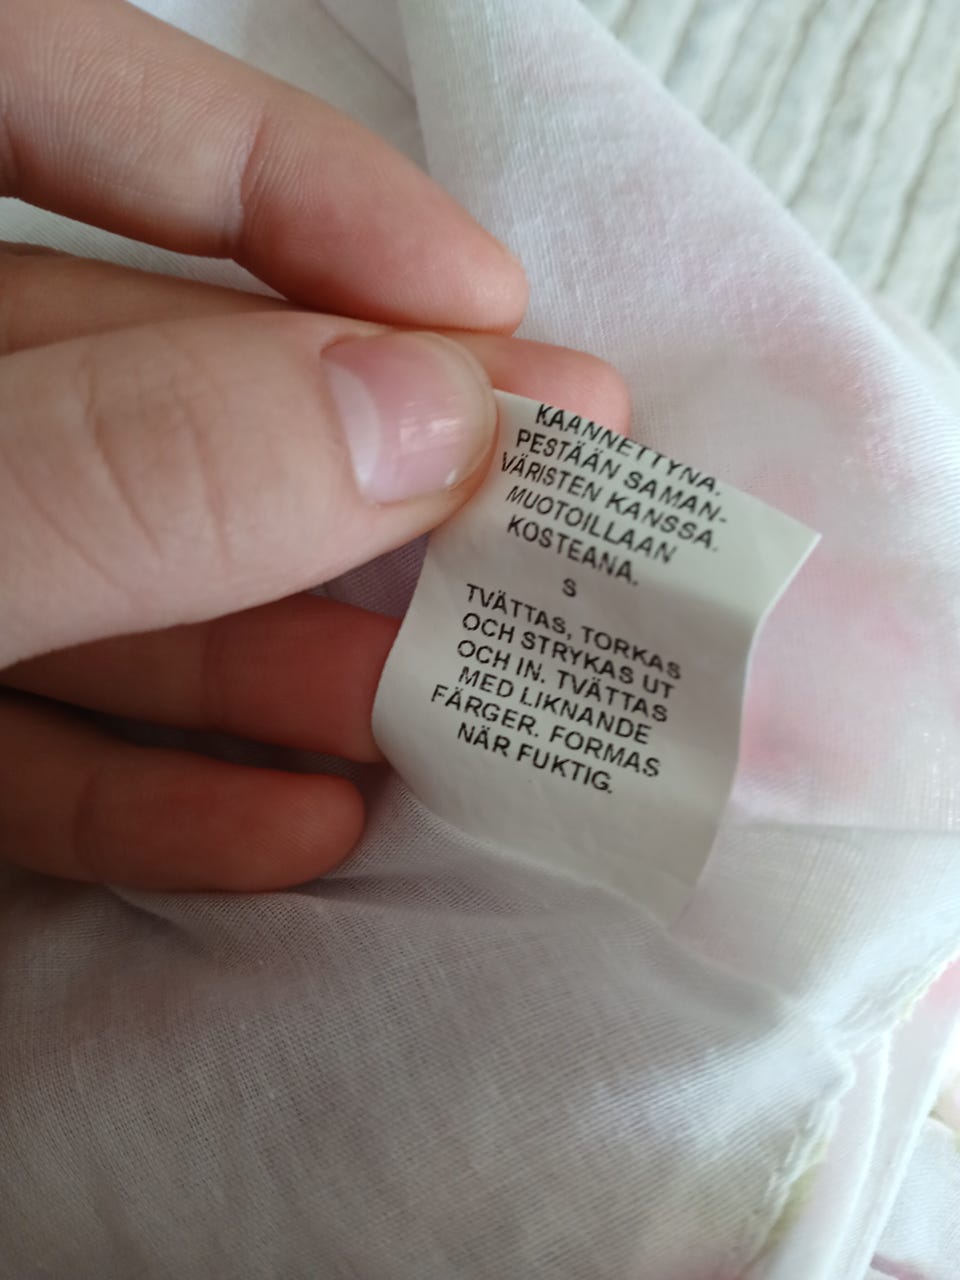 KÄÄNNETTYNÄ.
PESTÄÄN SAMAN-
VÄRISTEN KANSSA.
MUOTOILLAAN
KOSTEANA.
S
TVÄTTAS, TORKAS
OCH STRYKAS UT
OCH IN. TVÄTTAS
MED LIKNANDE
FÄRGER. FORMAS
NÄR FUKTIG.